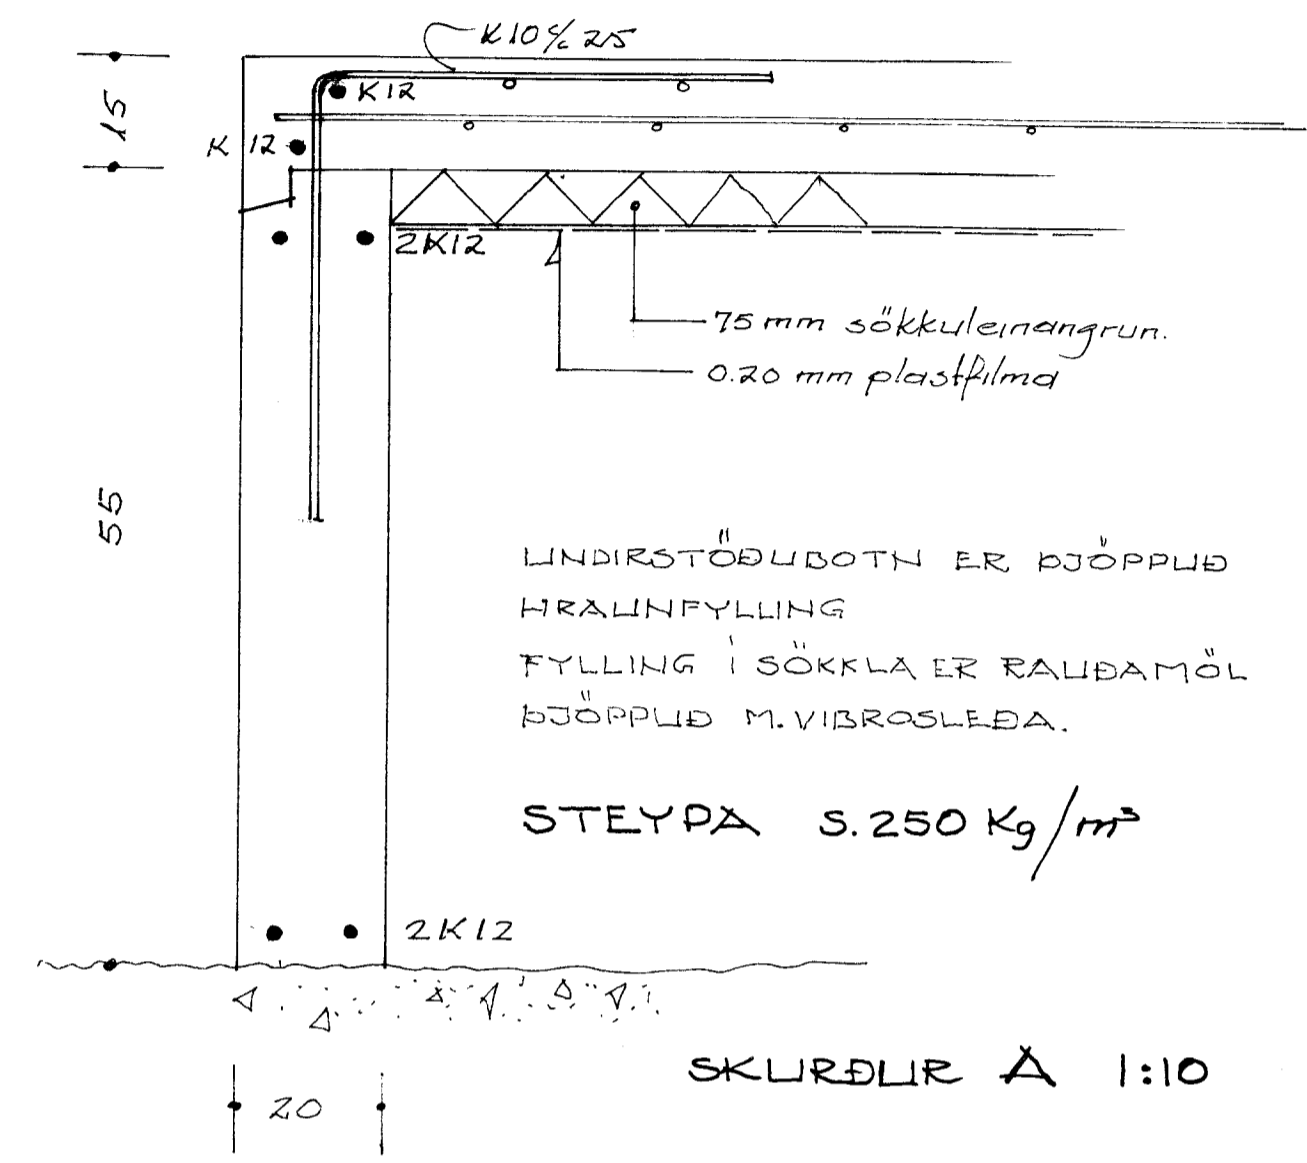 K10 c/c 25
K12
15
K12
2K12
75 mm sökkuleinangrun.
0.20 mm plastfilma
55
UNDIRSTÖÐUBOTN ER ÞJÖPPUÐ
HRAUNFYLLING
FYLLING Í SÖKKLA ER RAUÐAMÖL
ÞJÖPPUÐ M. VIBROSLEÐA.
STEYPA S.250 Kg/m³
2K12
SKURÐUR A 1:10
20